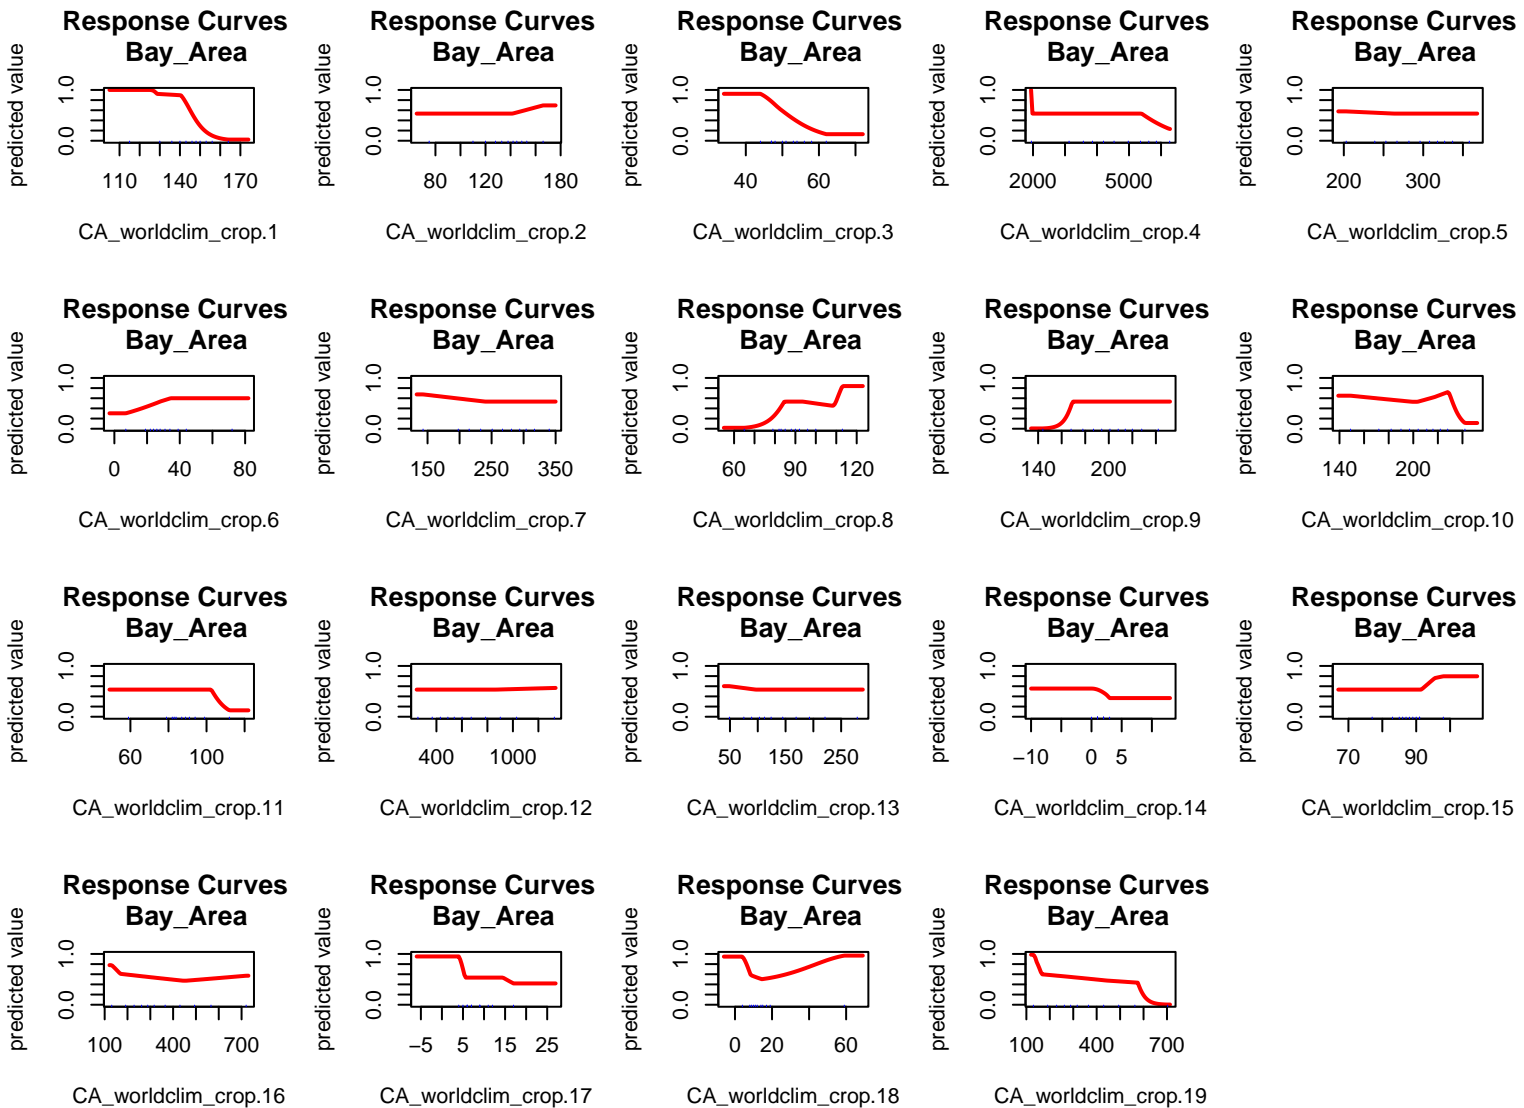 Response Curves
Bay_Area
predicted value
1.0
0.0
110 140 170
CA_worldclim_crop.1
Response Curves
Bay_Area
predicted value
1.0
0.0
80 120 180
CA_worldclim_crop.2
Response Curves
Bay_Area
predicted value
1.0
0.0
40 60
CA_worldclim_crop.3
Response Curves
Bay_Area
predicted value
1.0
0.0
2000 5000
CA_worldclim_crop.4
Response Curves
Bay_Area
predicted value
1.0
0.0
200 300
CA_worldclim_crop.5
Response Curves
Bay_Area
predicted value
1.0
0.0
0 40 80
CA_worldclim_crop.6
Response Curves
Bay_Area
predicted value
1.0
0.0
150 250 350
CA_worldclim_crop.7
Response Curves
Bay_Area
predicted value
1.0
0.0
60 90 120
CA_worldclim_crop.8
Response Curves
Bay_Area
predicted value
1.0
0.0
140 200
CA_worldclim_crop.9
Response Curves
Bay_Area
predicted value
1.0
0.0
140 200
CA_worldclim_crop.10
Response Curves
Bay_Area
predicted value
1.0
0.0
60 100
CA_worldclim_crop.11
Response Curves
Bay_Area
predicted value
1.0
0.0
400 1000
CA_worldclim_crop.12
Response Curves
Bay_Area
predicted value
1.0
0.0
50 150 250
CA_worldclim_crop.13
Response Curves
Bay_Area
predicted value
1.0
0.0
−10 0 5
CA_worldclim_crop.14
Response Curves
Bay_Area
predicted value
1.0
0.0
70 90
CA_worldclim_crop.15
Response Curves
Bay_Area
predicted value
1.0
0.0
100 400 700
CA_worldclim_crop.16
Response Curves
Bay_Area
predicted value
1.0
0.0
−5 5 15 25
CA_worldclim_crop.17
Response Curves
Bay_Area
predicted value
1.0
0.0
0 20 60
CA_worldclim_crop.18
Response Curves
Bay_Area
predicted value
1.0
0.0
100 400 700
CA_worldclim_crop.19